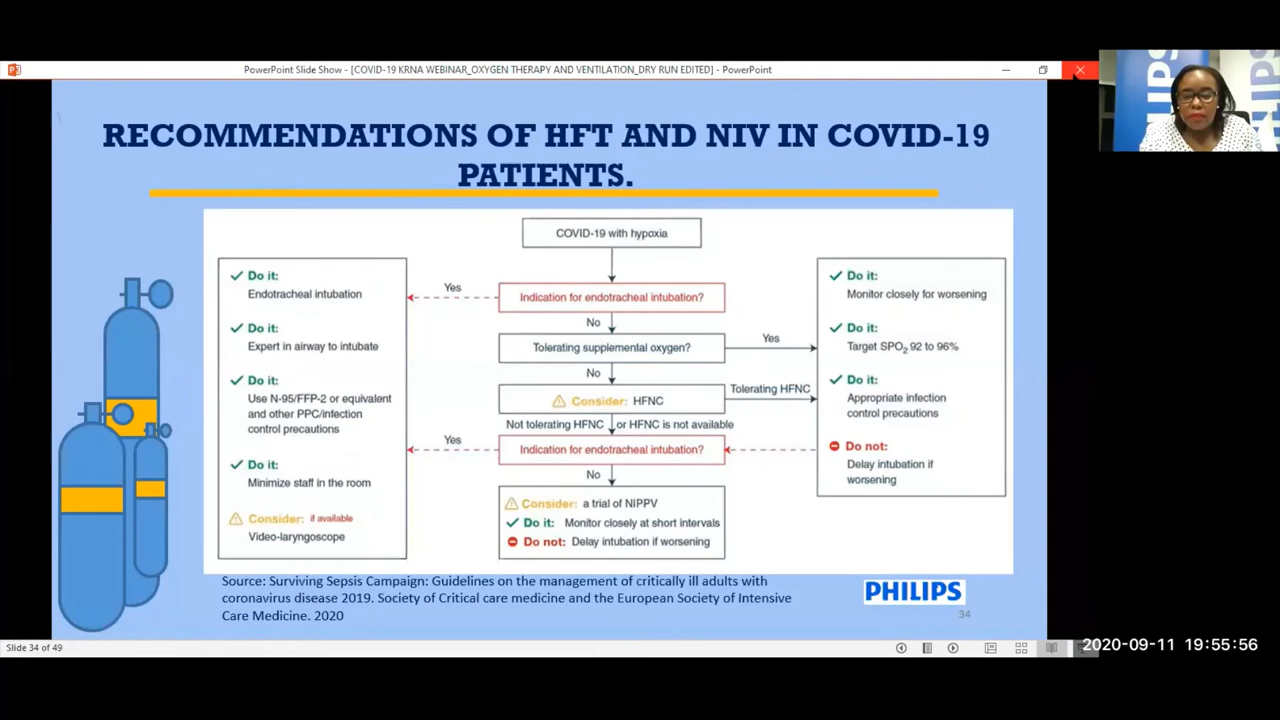 PowerPoint Slide Show - [COVID-19 KRNA WEBINAR_OXYGEN THERAPY AND VENTILATION_DRY RUN EDITED] - PowerPoint
PHILIPS
RECOMMENDATIONS OF HFT AND NIV IN COVID-19
PATIENTS.
COVID-19 with hypoxia
Indication for endotracheal intubation?
Yes
No
Tolerating supplemental oxygen?
Yes
No
Consider: HFNC
Tolerating HFNC
Not tolerating HFNC or HFNC is not available
Indication for endotracheal intubation?
Yes
No
Consider: a trial of NIPPV
Do it: Monitor closely at short intervals
Do not: Delay intubation if worsening
Do it:
Endotracheal intubation
Do it:
Expert in airway to intubate
Do it:
Use N-95/FFP-2 or equivalent
and other PPC/infection
control precautions
Do it:
Minimize staff in the room
Consider: if available
Video-laryngoscope
Do it:
Monitor closely for worsening
Do it:
Target SPO2 92 to 96%
Do it:
Appropriate infection
control precautions
Do not:
Delay intubation if
worsening
Source: Surviving Sepsis Campaign: Guidelines on the management of critically ill adults with
coronavirus disease 2019. Society of Critical care medicine and the European Society of Intensive
Care Medicine. 2020
PHILIPS
34
Slide 34 of 49
2020-09-11 19:55:56